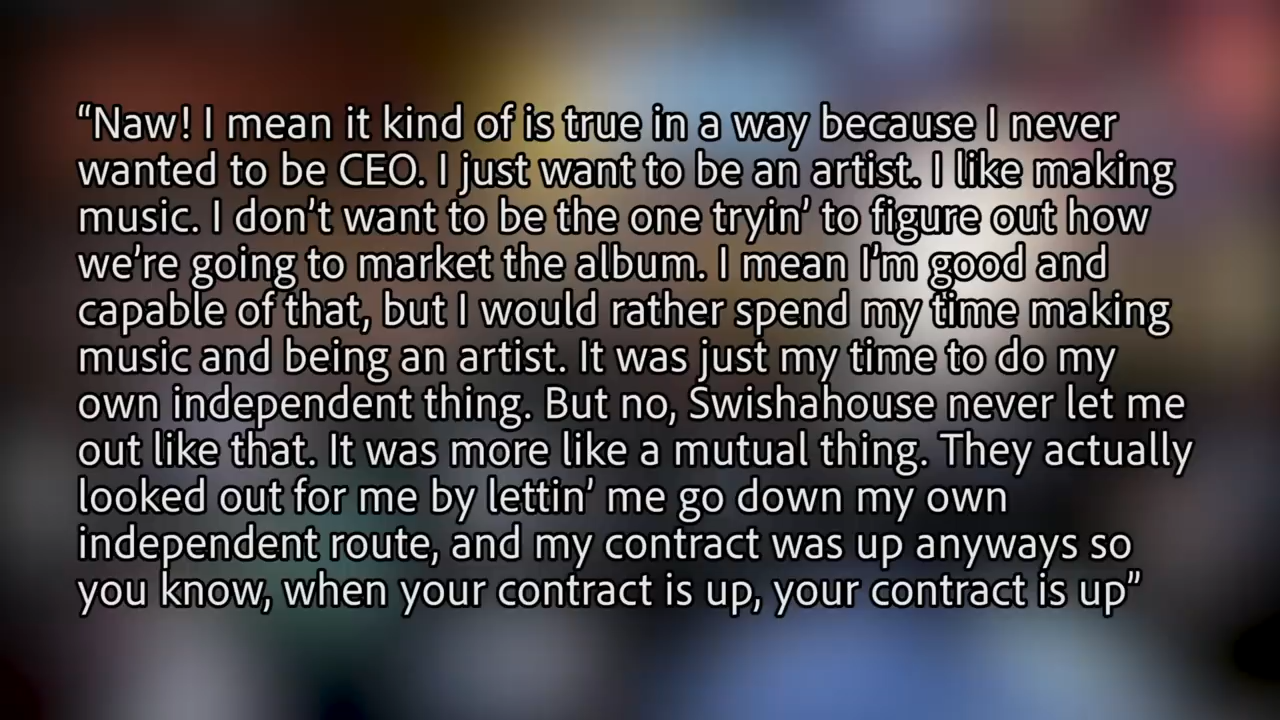 “Naw! I mean it kind of is true in a way because I never
wanted to be CEO. I just want to be an artist. I like making
music. I don’t want to be the one tryin’ to figure out how
we’re going to market the album. I mean I’m good and
capable of that, but I would rather spend my time making
music and being an artist. It was just my time to do my
own independent thing. But no, Swishahouse never let me
out like that. It was more like a mutual thing. They actually
looked out for me by lettin’ me go down my own
independent route, and my contract was up anyways so
you know, when your contract is up, your contract is up”